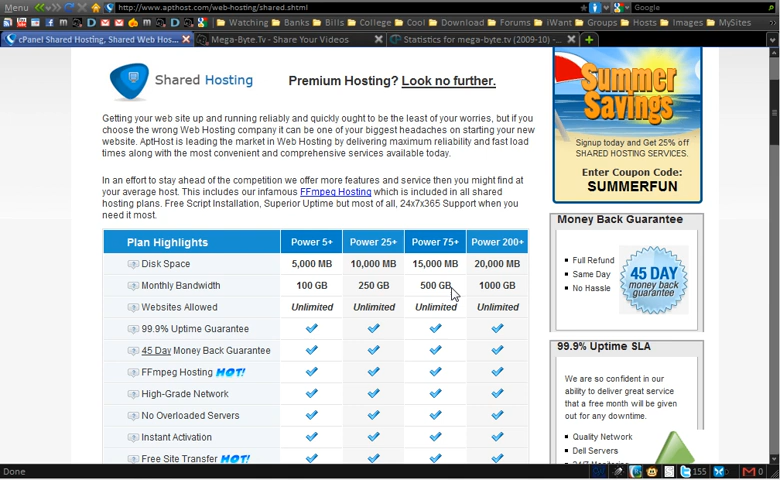 Menu
http://www.apthost.com/web-hosting/shared.shtml
Google
Watching
Banks
Bills
College
Cool
Download
Forums
iWant
Groups
Hosts
Images
MySites
cPanel Shared Hosting, Shared Web Hos...
Mega-Byte.Tv - Share Your Videos
Statistics for mega-byte.tv (2009-10) - ...
Shared Hosting
Premium Hosting? Look no further.
Getting your web site up and running reliably and quickly ought to be the least of your worries, but if you
choose the wrong Web Hosting company it can be one of your biggest headaches on starting your new
website. AptHost is leading the market in Web Hosting by delivering maximum reliability and fast load
times along with the most convenient and comprehensive services available today.
In an effort to stay ahead of the competition we offer more features and service then you might find at
your average host. This includes our infamous FFmpeg Hosting which is included in all shared
hosting plans. Free Script Installation, Superior Uptime but most of all, 24x7x365 Support when you
need it most.
Plan Highlights Power 5+ Power 25+ Power 75+ Power 200+
Disk Space 5,000 MB 10,000 MB 15,000 MB 20,000 MB
Monthly Bandwidth 100 GB 250 GB 500 GB 1000 GB
Websites Allowed Unlimited Unlimited Unlimited Unlimited
99.9% Uptime Guarantee
45 Day Money Back Guarantee
FFmpeg Hosting HOT!
High-Grade Network
No Overloaded Servers
Instant Activation
Free Site Transfer HOT!
Summer
Savings
Signup today and Get 25% off
SHARED HOSTING SERVICES.
Enter Coupon Code:
SUMMERFUN
Money Back Guarantee
Full Refund
Same Day
No Hassle
45 DAY
money back
guarantee
99.9% Uptime SLA
We are so confident in our
ability to deliver great service
that a free month will be given
out for any downtime.
Quality Network
Dell Servers
Done
155
0